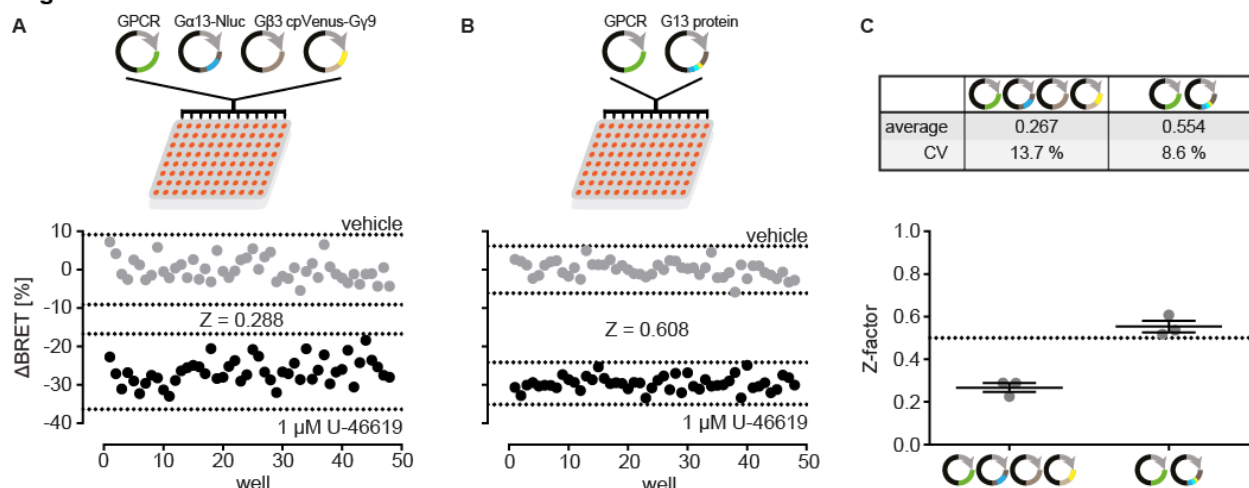 A
GPCR Gα13-Nluc Gβ3 cpVenus-Gγ9
vehicle
10
0
-10
-20
-30
-40
ΔBRET [%]
Z = 0.288
1 µM U-46619
0 10 20 30 40 50
well
B
GPCR G13 protein
vehicle
Z = 0.608
1 µM U-46619
0 10 20 30 40 50
well
C
average 0.267 0.554
CV 13.7 % 8.6 %
1.0
0.8
0.6
0.4
0.2
0.0
Z-factor